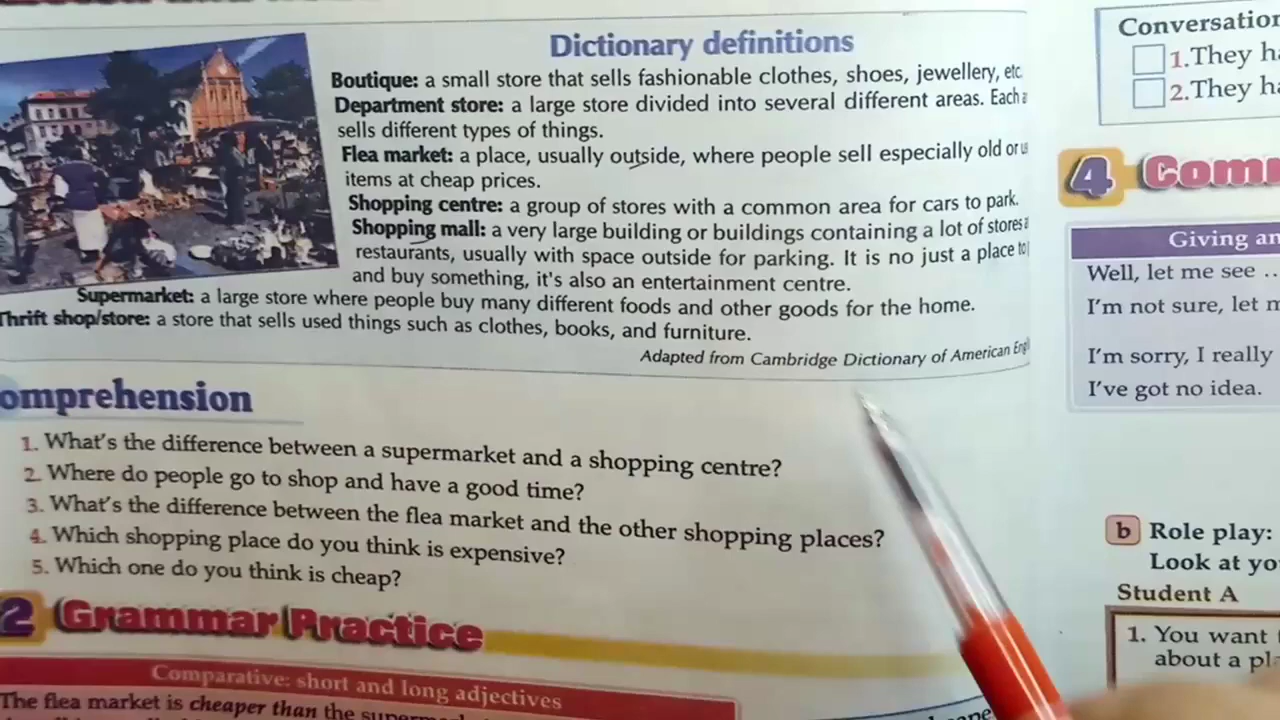 Dictionary definitions
Boutique: a small store that sells fashionable clothes, shoes, jewellery, etc
Department store: a large store divided into several different areas. Each
sells different types of things.
Flea market: a place, usually outside, where people sell especially old or
items at cheap prices.
Shopping centre: a group of stores with a common area for cars to park.
Shopping mall: a very large building or buildings containing a lot of stores
restaurants, usually with space outside for parking. It is no just a place to
and buy something, it's also an entertainment centre.
Supermarket: a large store where people buy many different foods and other goods for the home.
Thrift shop/store: a store that sells used things such as clothes, books, and furniture.
Adapted from Cambridge Dictionary of American
omprehension
1. What's the difference between a supermarket and a shopping centre?
2. Where do people go to shop and have a good time?
3. What's the difference between the flea market and the other shopping places?
4. Which shopping place do you think is expensive?
5. Which one do you think is cheap?
2 Grammar Practice
Comparative: short and long adjectives
The flea market is cheaper than the
Conversation
1. They
2. They
4
Giving an
Well, let me see ..
I'm not sure, let
I'm sorry, I really
I've got no idea.
b Role play:
Look at
Student A
1. You want
about a